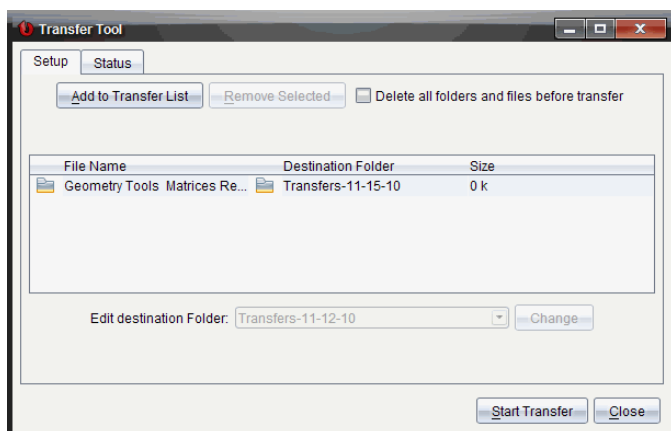 Transfer Tool
Setup Status
Add to Transfer List Remove Selected Delete all folders and files before transfer
File Name Destination Folder Size
Geometry Tools Matrices Re... Transfers-11-15-10 0 k
Edit destination Folder: Transfers-11-12-10 Change
Start Transfer Close